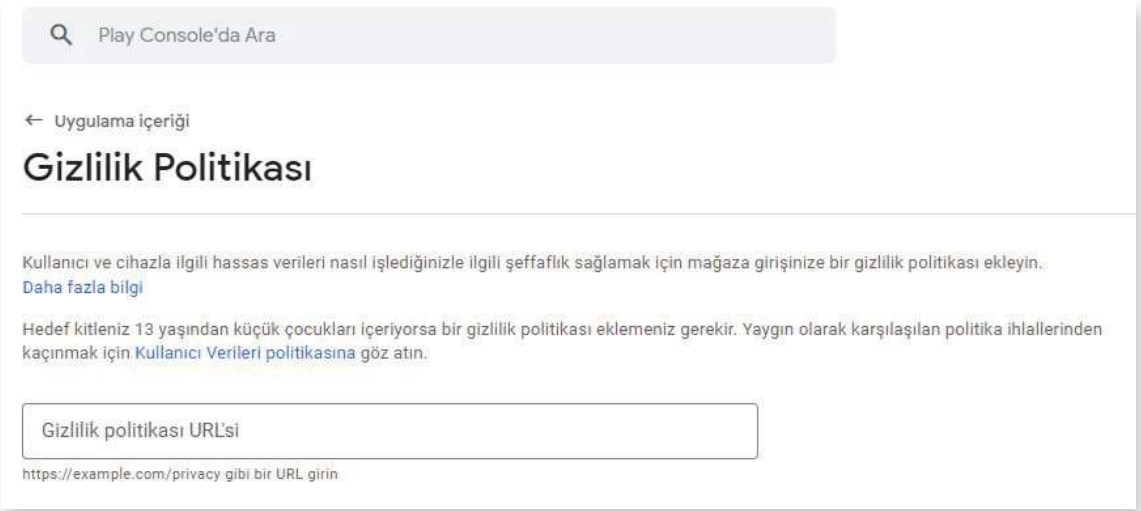 Play Console'da Ara
← Uygulama içeriği
Gizlilik Politikası
Kullanıcı ve cihazla ilgili hassas verileri nasıl işlediğinizle ilgili şeffaflık sağlamak için mağaza girişinize bir gizlilik politikası ekleyin.
Daha fazla bilgi
Hedef kitleniz 13 yaşından küçük çocukları içeriyorsa bir gizlilik politikası eklemeniz gerekir. Yaygın olarak karşılaşılan politika ihlallerinden
kaçınmak için Kullanıcı Verileri politikasına göz atın.
Gizlilik politikası URL'si
https://example.com/privacy gibi bir URL girin